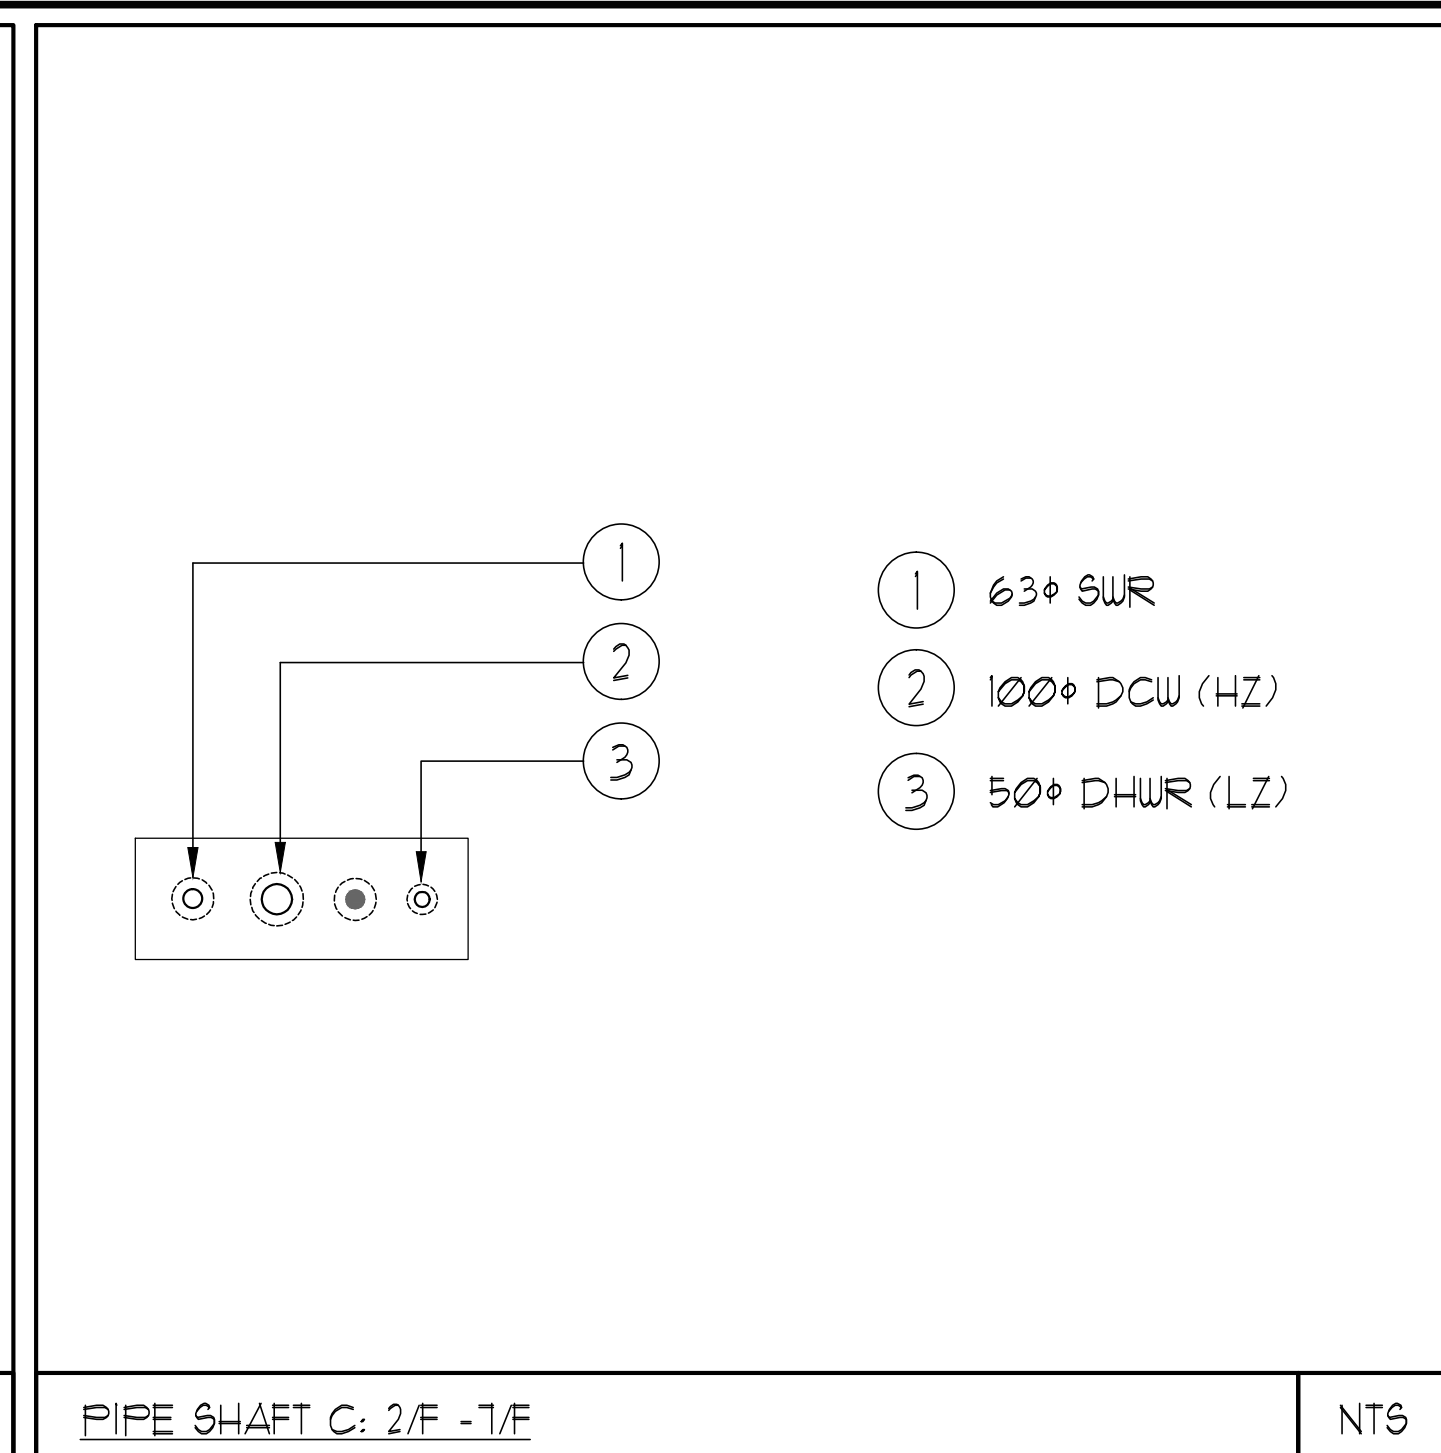 1
2
3
1 63Φ SWR
2 100Φ DCW (HZ)
3 50Φ DHWR (LZ)
PIPE SHAFT C: 2/F -7/F
NTS